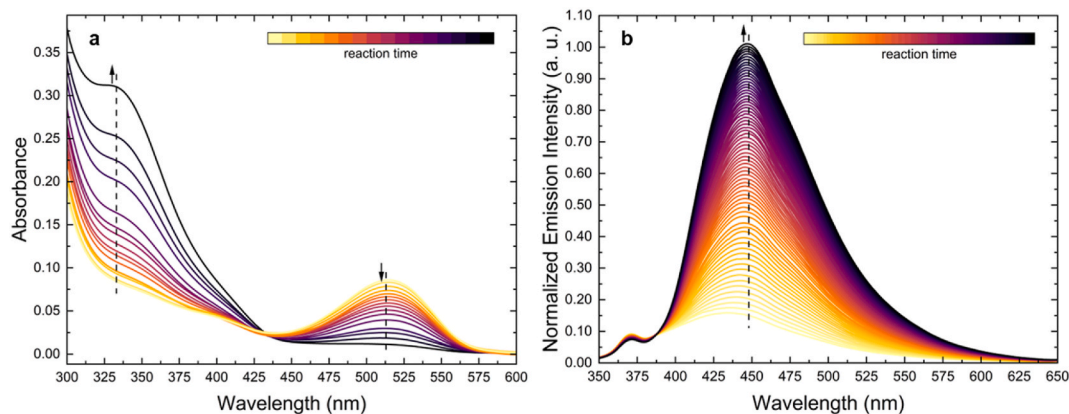 a
reaction time
Absorbance
0.35
0.30
0.25
0.20
0.15
0.10
0.05
0.00
300 325 350 375 400 425 450 475 500 525 550 575 600
Wavelength (nm)
b
reaction time
Normalized Emission Intensity (a. u.)
1.10
1.00
0.90
0.80
0.70
0.60
0.50
0.40
0.30
0.20
0.10
0.00
350 375 400 425 450 475 500 525 550 575 600 625 650
Wavelength (nm)